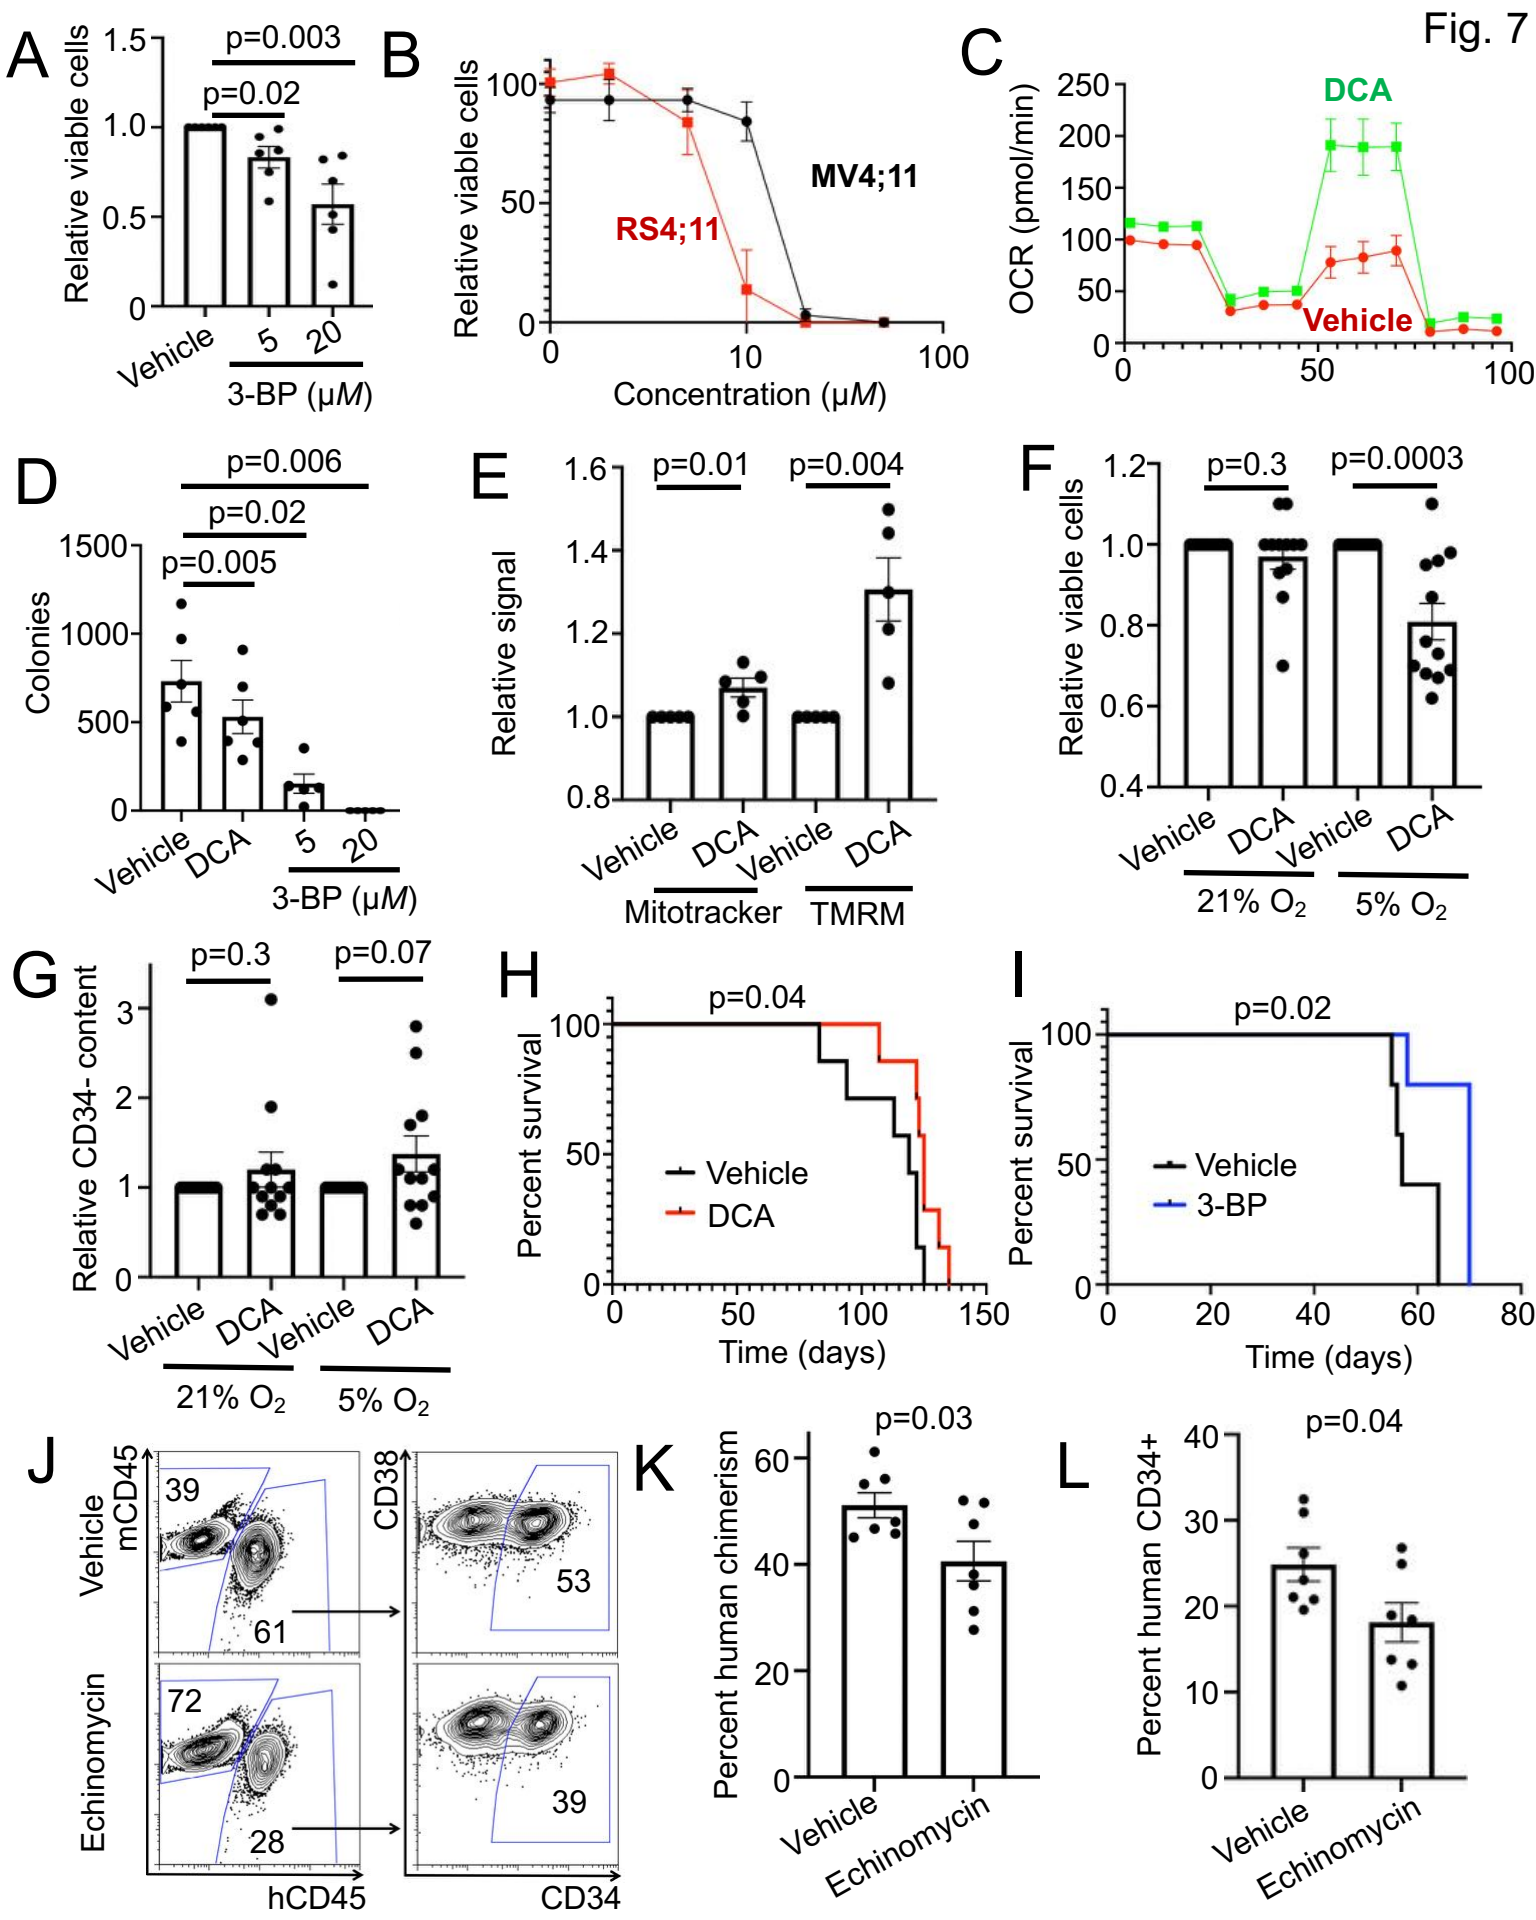 Fig. 7
A
p=0.003
p=0.02
Relative viable cells
1.5
1.0
0.5
0
Vehicle
5
20
3-BP (µM)
B
Relative viable cells
100
50
0
MV4;11
RS4;11
0
10
100
Concentration (µM)
C
OCR (pmol/min)
250
200
150
100
50
0
DCA
Vehicle
0
50
100
D
p=0.006
p=0.02
p=0.005
Colonies
1500
1000
500
0
Vehicle
DCA
5
20
3-BP (µM)
E
p=0.01
p=0.004
Relative signal
1.6
1.4
1.2
1.0
0.8
Vehicle
DCA
Vehicle
DCA
Mitotracker
TMRM
F
p=0.3
p=0.0003
Relative viable cells
1.2
1.0
0.8
0.6
0.4
Vehicle
DCA
Vehicle
DCA
21% O₂
5% O₂
G
p=0.3
p=0.07
Relative CD34- content
3
2
1
0
Vehicle
DCA
Vehicle
DCA
21% O₂
5% O₂
H
p=0.04
Percent survival
100
50
0
Vehicle
DCA
0
50
100
150
Time (days)
I
p=0.02
Percent survival
100
50
0
Vehicle
3-BP
0
20
40
60
80
Time (days)
J
Vehicle
mCD45
39
61
CD38
53
Echinomycin
72
28
39
hCD45
CD34
K
p=0.03
Percent human chimerism
60
40
20
0
Vehicle
Echinomycin
L
p=0.04
Percent human CD34+
40
30
20
10
0
Vehicle
Echinomycin